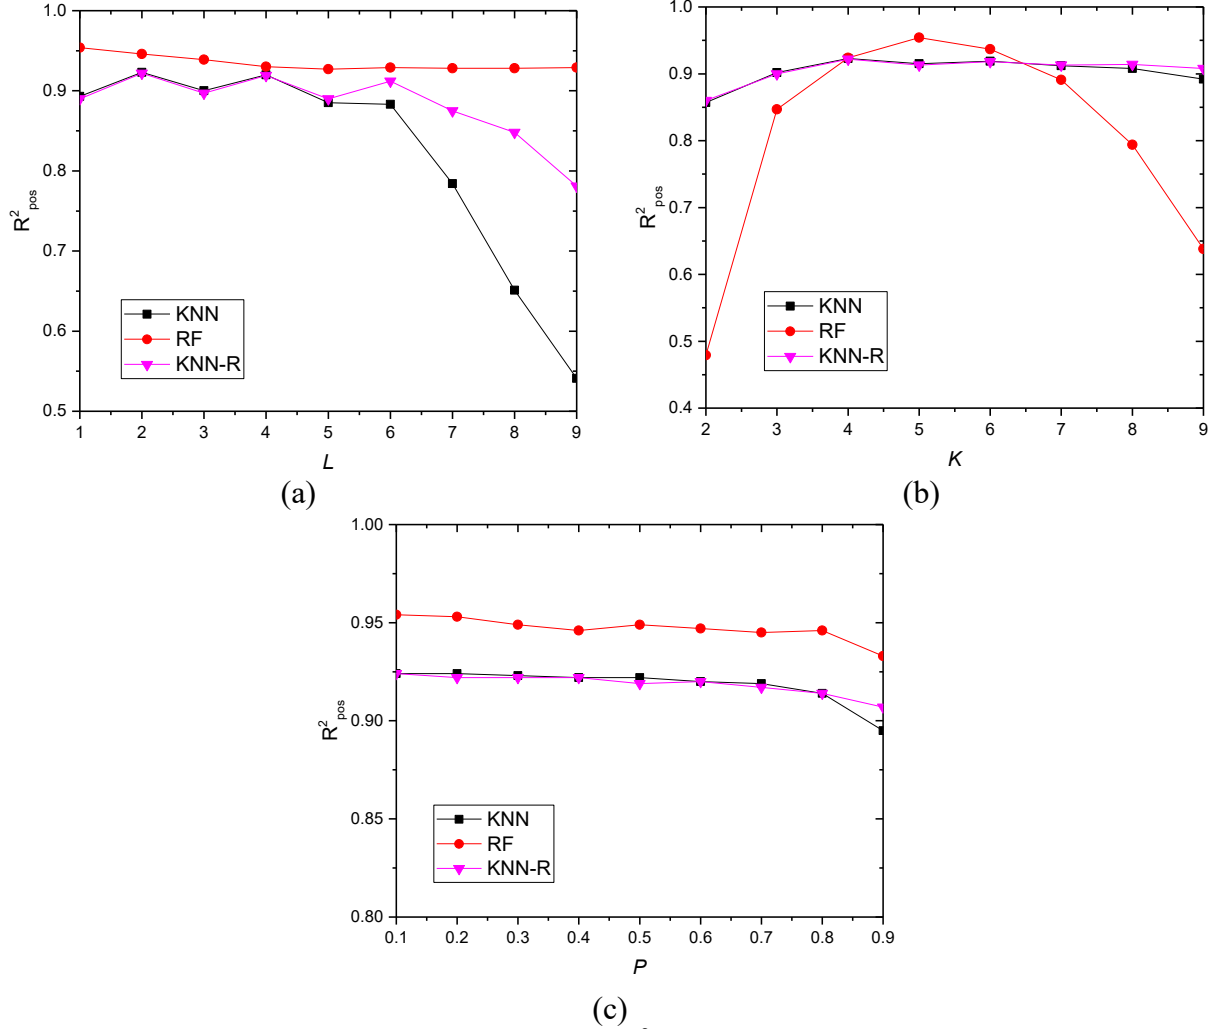 1.0
0.9
0.8
0.7
0.6
0.5
R²pos
1 2 3 4 5 6 7 8 9
L
KNN
RF
KNN-R
(a)
1.0
0.9
0.8
0.7
0.6
0.5
0.4
R²pos
2 3 4 5 6 7 8 9
K
KNN
RF
KNN-R
(b)
1.00
0.95
0.90
0.85
0.80
R²pos
0.1 0.2 0.3 0.4 0.5 0.6 0.7 0.8 0.9
P
KNN
RF
KNN-R
(c)